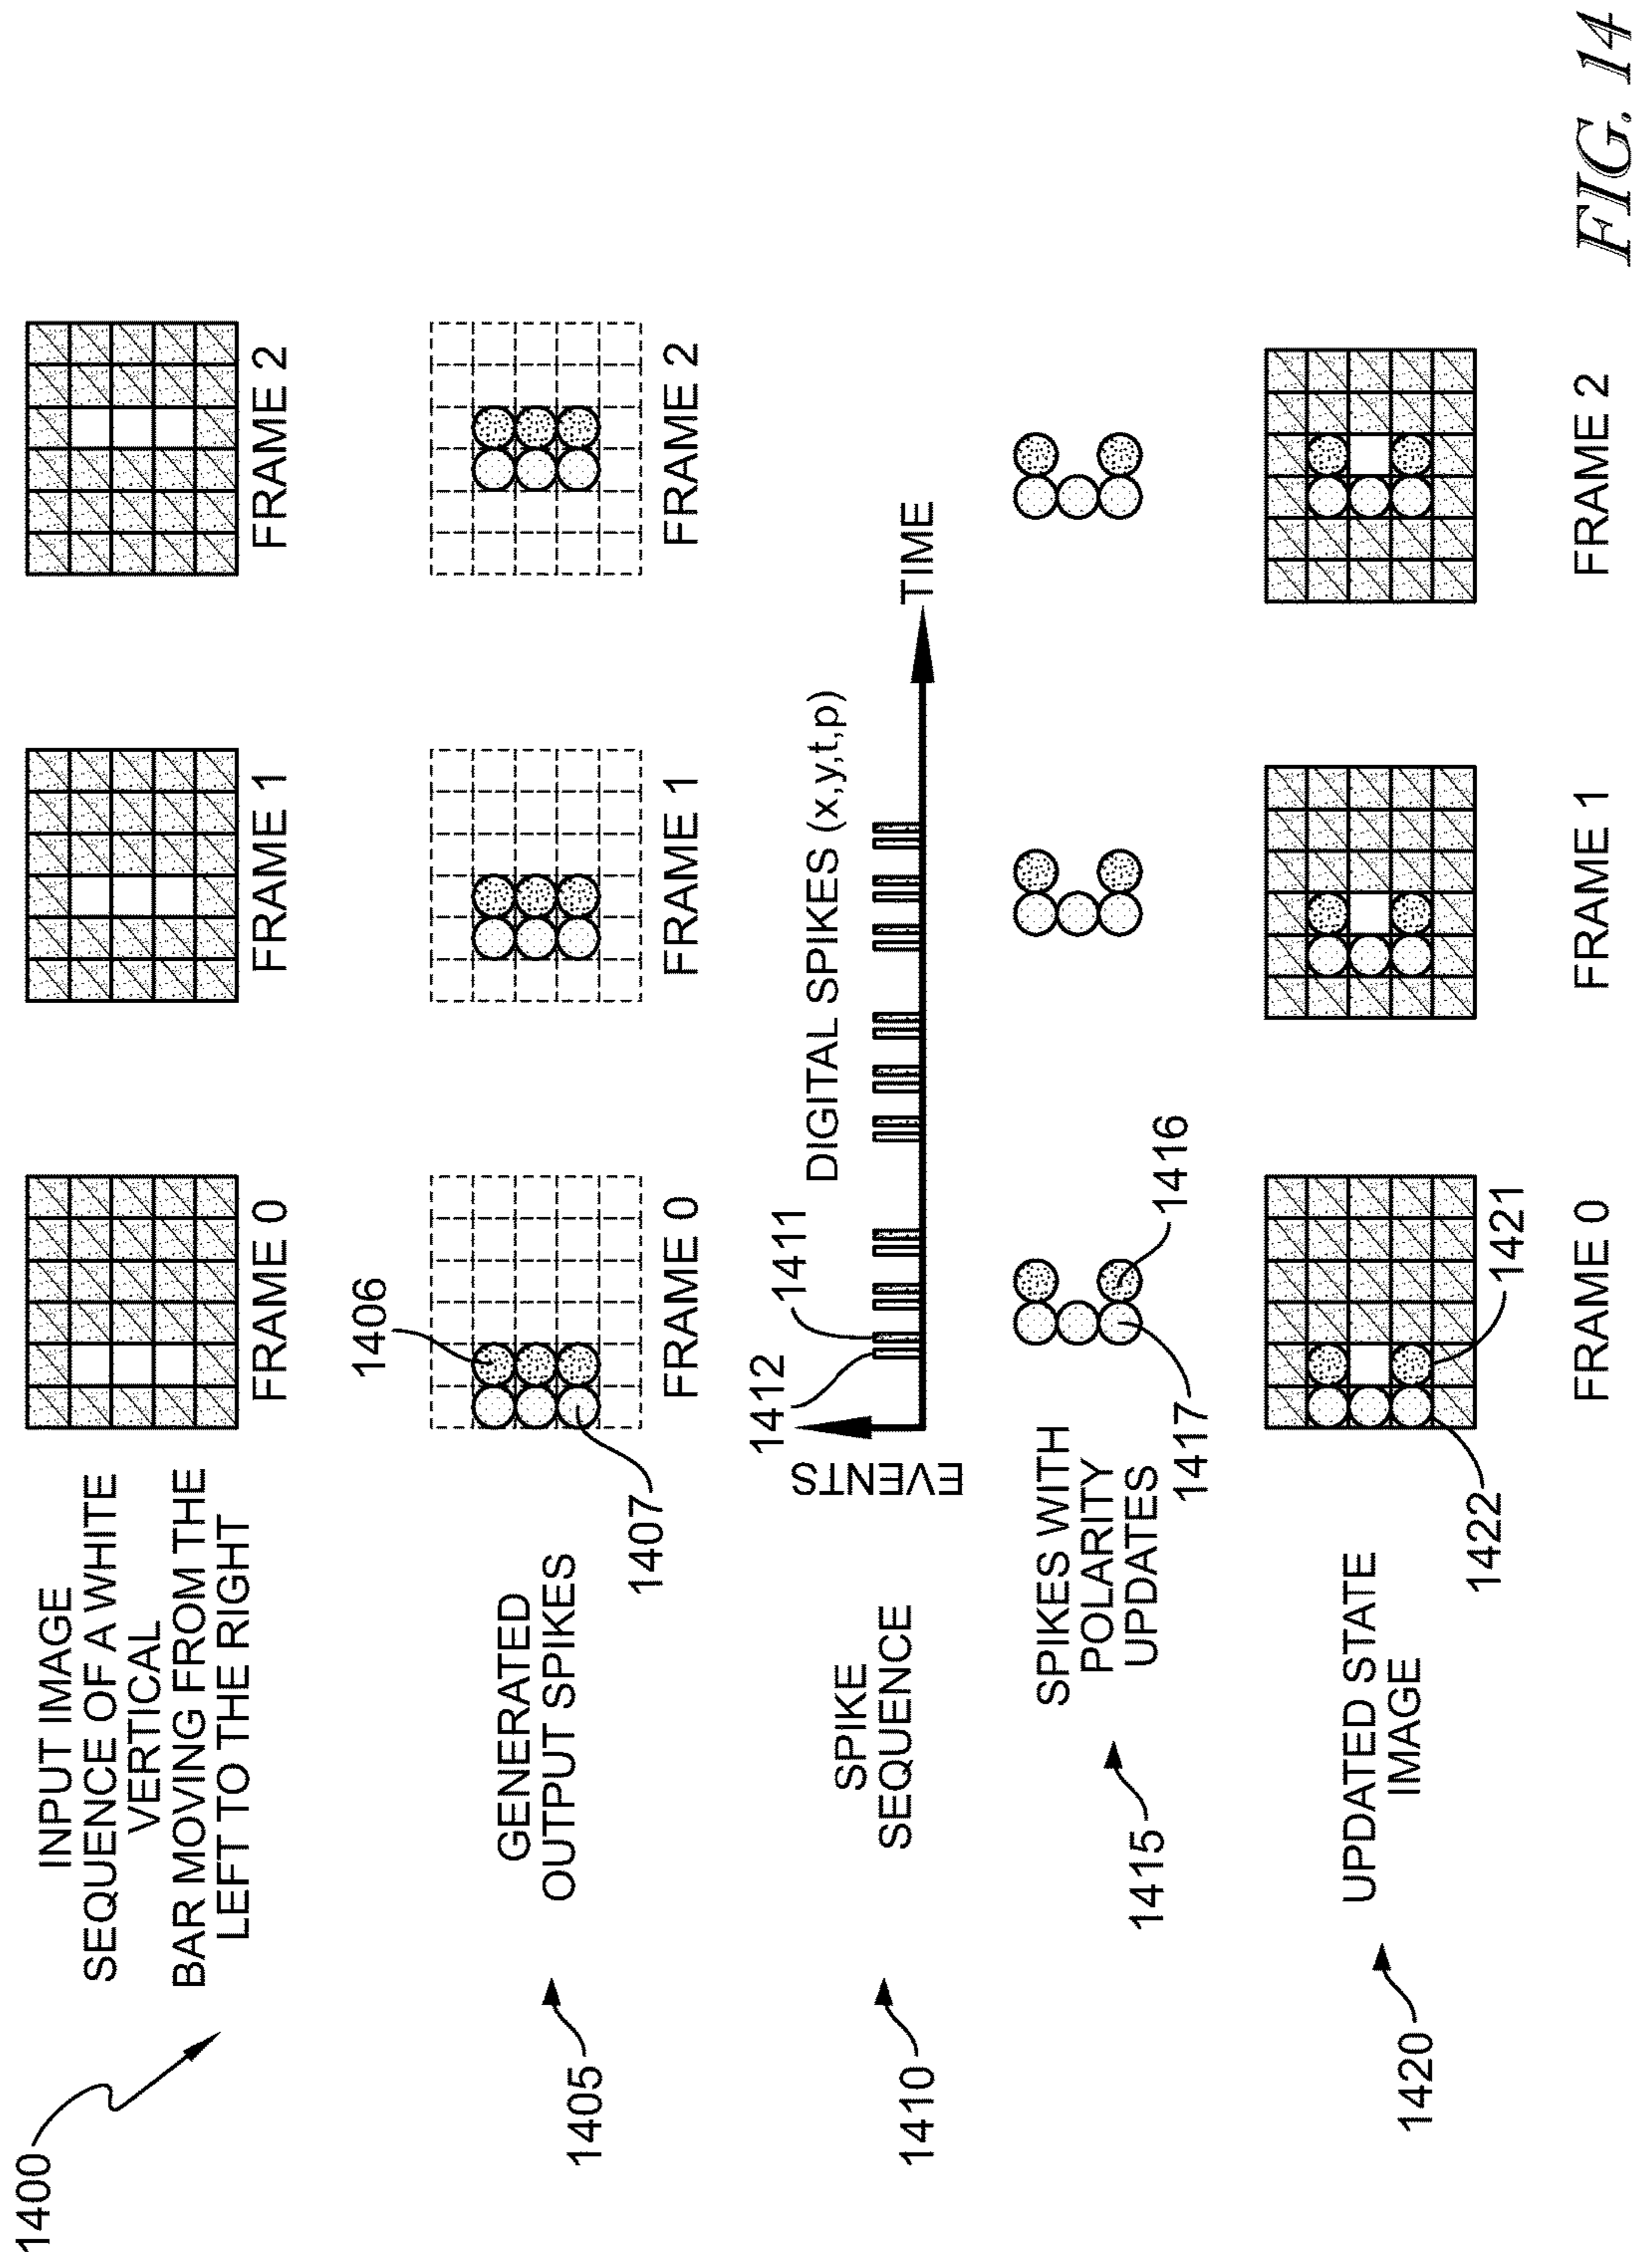 1400
INPUT IMAGE
SEQUENCE OF A WHITE
VERTICAL
BAR MOVING FROM THE
LEFT TO THE RIGHT
FRAME 0
FRAME 1
FRAME 2
1405
GENERATED
OUTPUT SPIKES
1406
1407
FRAME 0
FRAME 1
FRAME 2
1410
SPIKE
SEQUENCE
EVENTS
1412
1411
DIGITAL SPIKES (x,y,t,p)
TIME
1415
SPIKES WITH
POLARITY
UPDATES
1417
1416
1420
UPDATED STATE
IMAGE
1422
1421
FRAME 0
FRAME 1
FRAME 2
FIG. 14